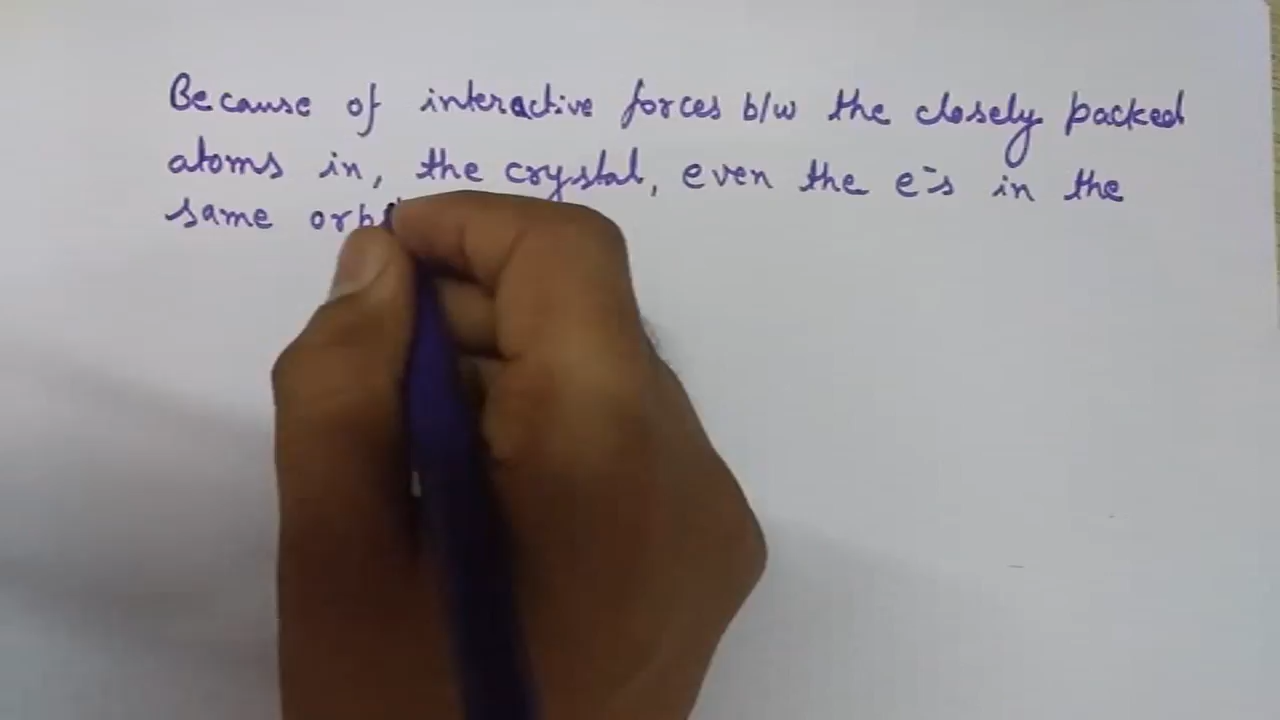 Because of interactive forces b/w the closely packed
atoms in, the crystal, even the e⁻s in the
same